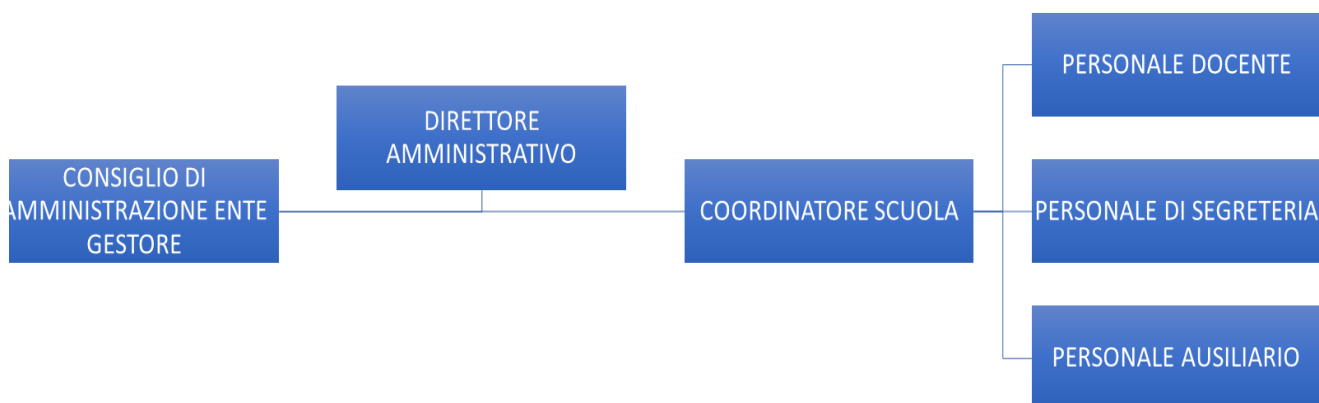 CONSIGLIO DI
AMMINISTRAZIONE ENTE
GESTORE
DIRETTORE
AMMINISTRATIVO
COORDINATORE SCUOLA
PERSONALE DOCENTE
PERSONALE DI SEGRETERIA
PERSONALE AUSILIARIO